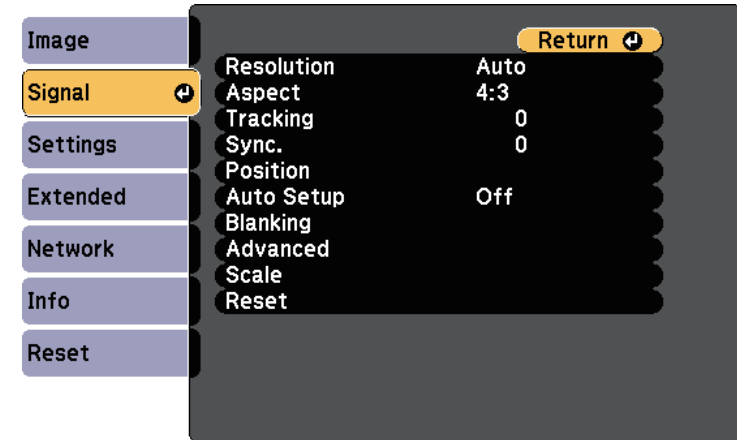 Image
Signal
Settings
Extended
Network
Info
Reset
Return
Resolution Auto
Aspect 4:3
Tracking 0
Sync. 0
Position
Auto Setup Off
Blanking
Advanced
Scale
Reset